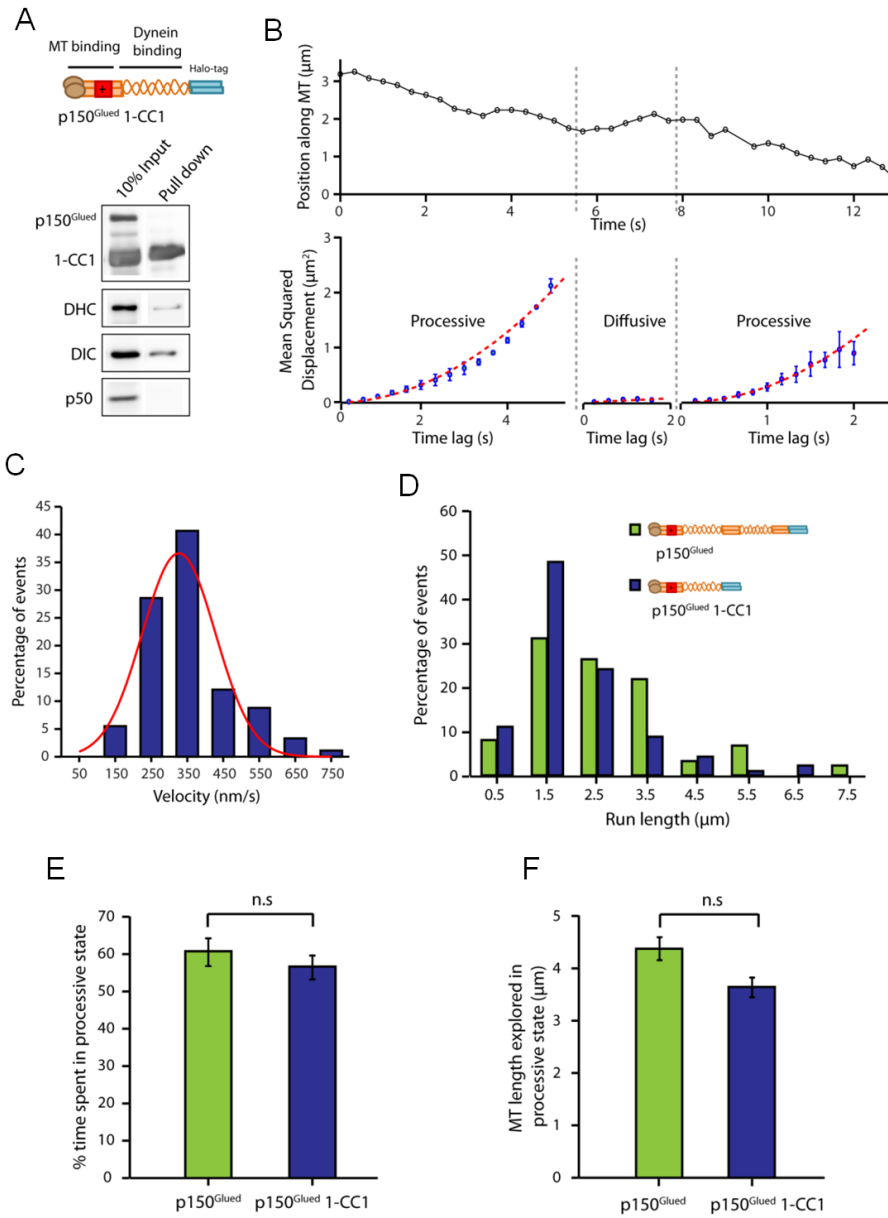 A
MT binding
Dynein
binding
Halo-tag
+
p150Glued 1-CC1
10% Input
Pull down
p150Glued
1-CC1
DHC
DIC
p50
B
Position along MT (μm)
3
2
1
0
0
2
4
6
8
10
12
Time (s)
Mean Squared
Displacement (μm²)
3
2
1
0
Processive
Diffusive
Processive
2
4
0
2
0
1
2
Time lag (s)
Time lag (s)
Time lag (s)
C
Percentage of events
45
40
35
30
25
20
15
10
5
0
50
150
250
350
450
550
650
750
Velocity (nm/s)
D
Percentage of events
60
50
40
30
20
10
0
p150Glued
p150Glued 1-CC1
0.5
1.5
2.5
3.5
4.5
5.5
6.5
7.5
Run length (μm)
E
n.s
% time spent in processive state
70
60
50
40
30
20
10
0
p150Glued
p150Glued 1-CC1
F
n.s
MT length explored in
processive state (μm)
5
4
3
2
1
0
p150Glued
p150Glued 1-CC1